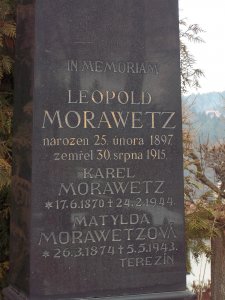 IN MEMORIAM
LEOPOLD
MORAWETZ
narozen 25. února 1897
zemřel 30 srpna 1915.
KAREL
MORAWETZ
* 17.6.1870 + 24.2.1944.
MATYLDA
MORAWETZOVÁ
* 26.3.1874 + 5.5.1943.
TEREZÍN